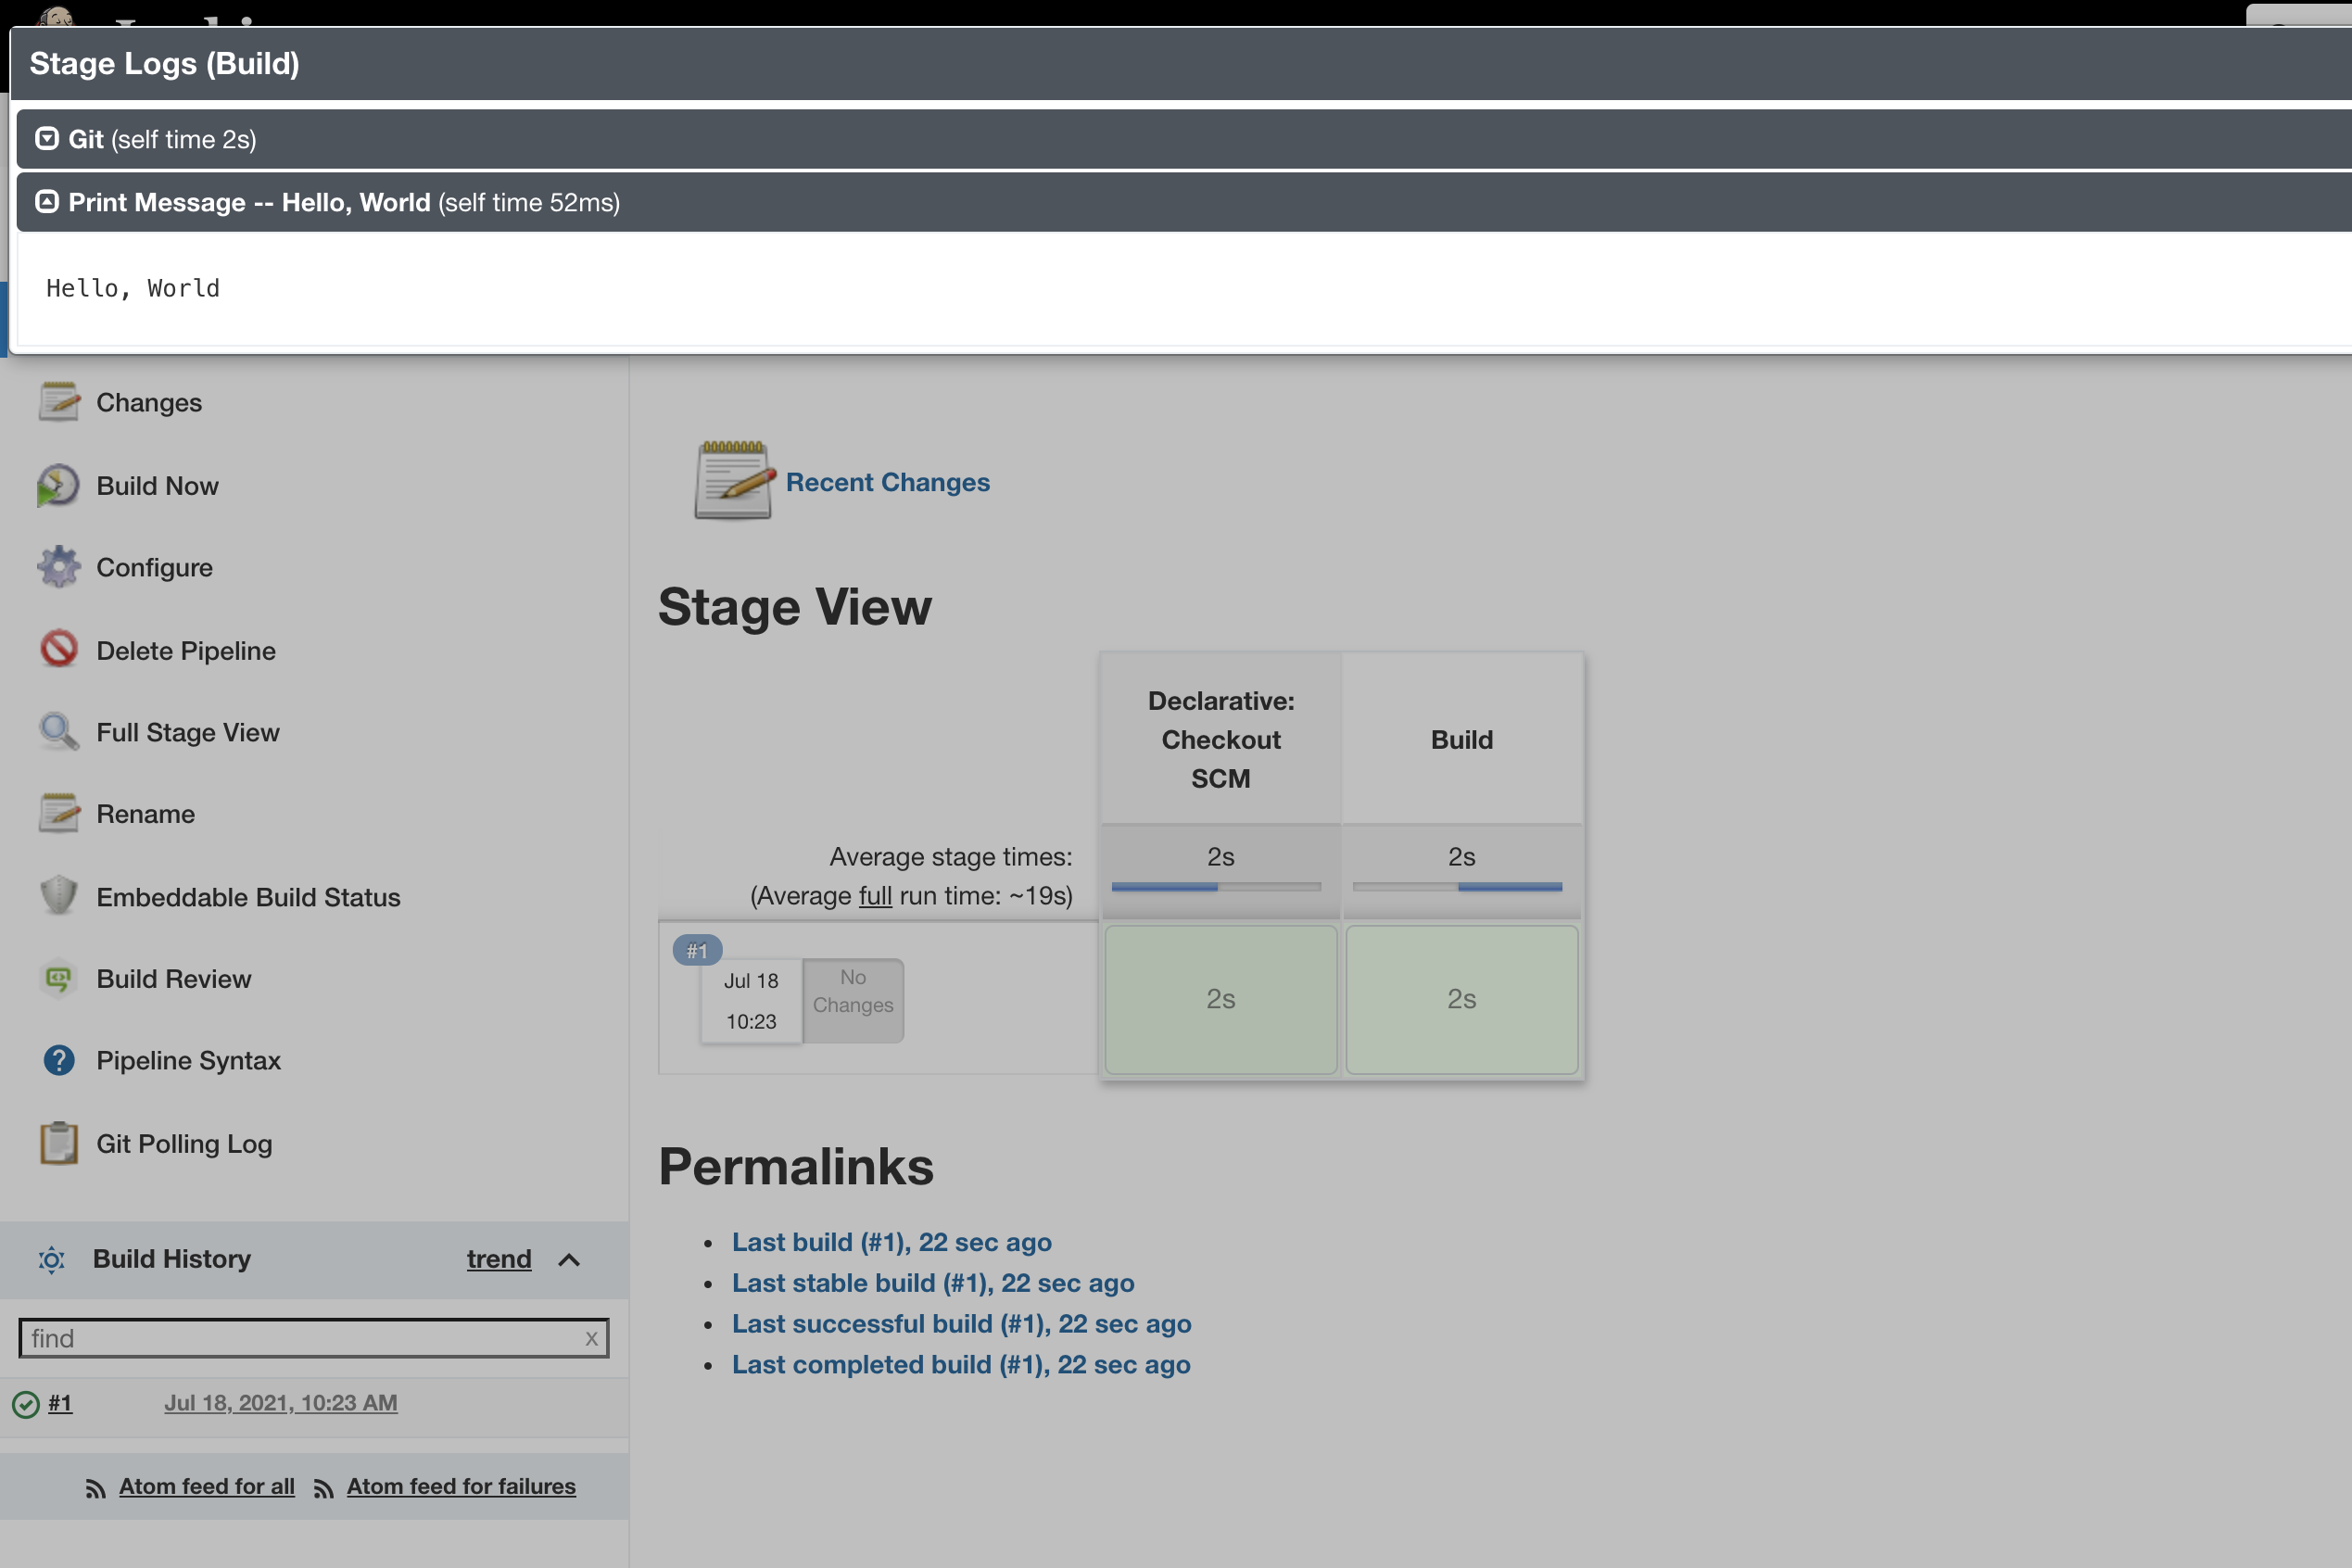 Stage Logs (Build)
Git (self time 2s)
Print Message -- Hello, World (self time 52ms)
Hello, World
Changes
Build Now
Configure
Delete Pipeline
Full Stage View
Rename
Embeddable Build Status
Build Review
Pipeline Syntax
Git Polling Log
Build History trend
find x
#1 Jul 18, 2021, 10:23 AM
Atom feed for all Atom feed for failures
Recent Changes
Stage View
Declarative:
Checkout
SCM
Build
Average stage times:
(Average full run time: ~19s)
2s
2s
#1
Jul 18
10:23
No
Changes
2s
2s
Permalinks
Last build (#1), 22 sec ago
Last stable build (#1), 22 sec ago
Last successful build (#1), 22 sec ago
Last completed build (#1), 22 sec ago